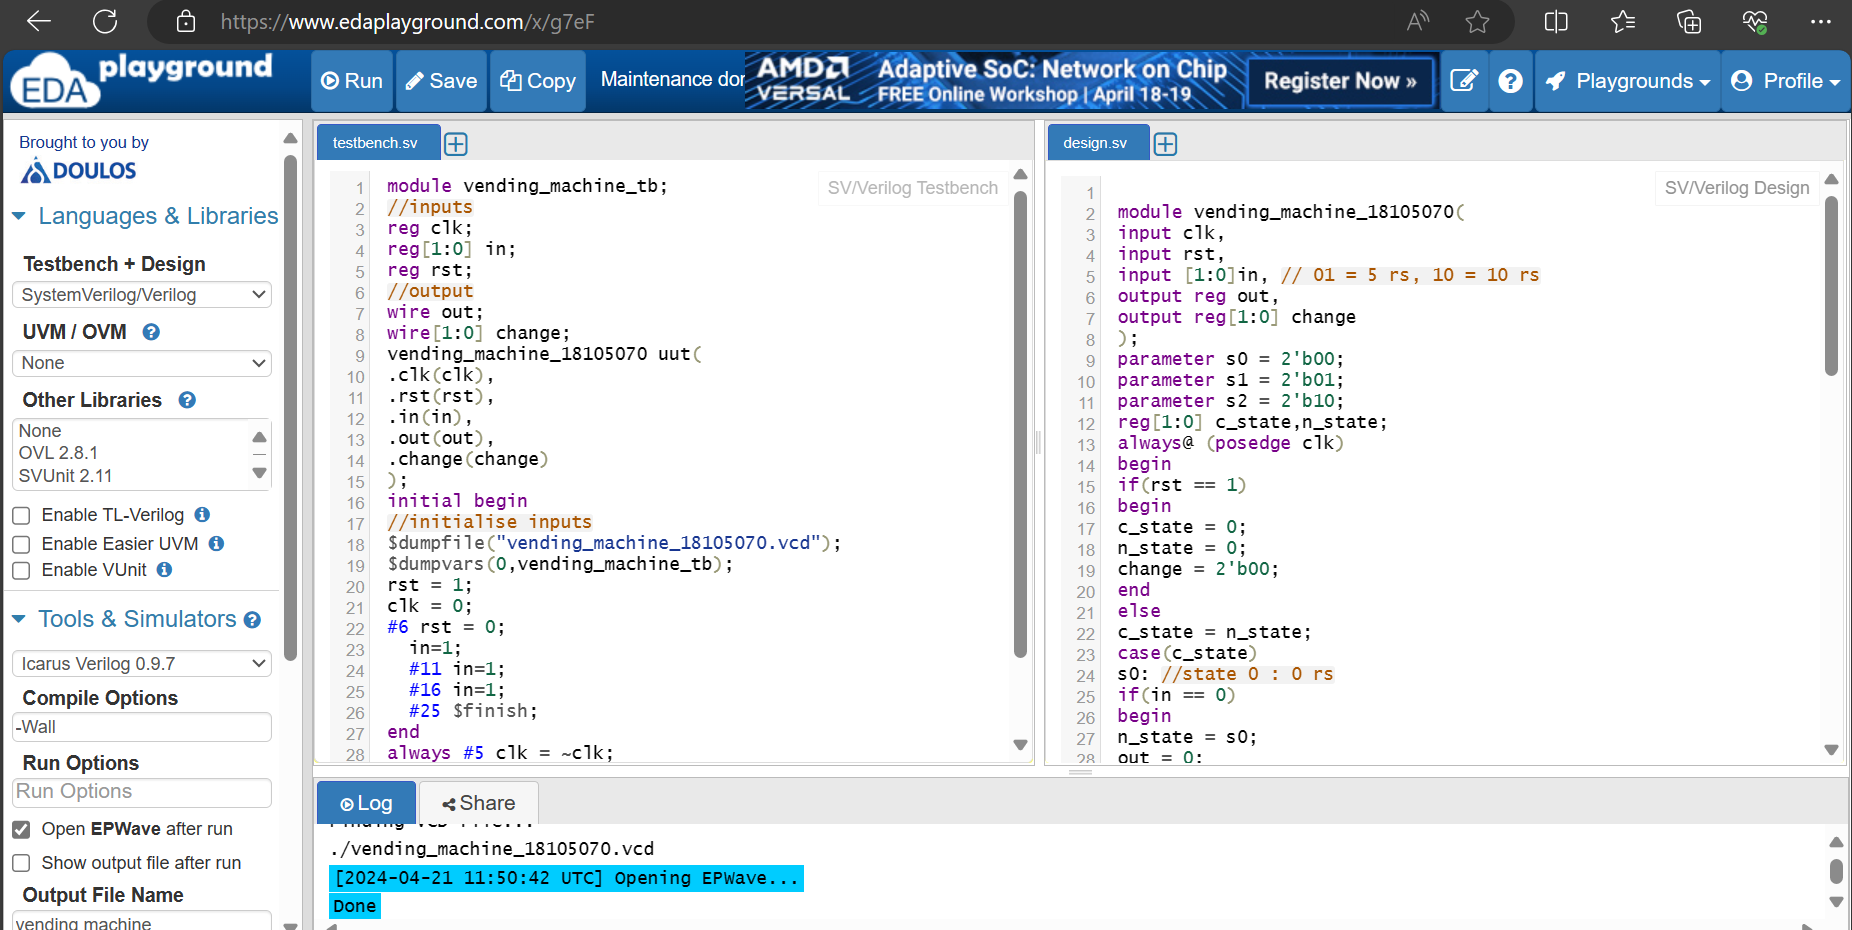 https://www.edaplayground.com/x/g7eF
EDA playground
Run
Save
Copy
Maintenance don
AMD VERSAL
Adaptive SoC: Network on Chip
FREE Online Workshop | April 18-19
Register Now »
Playgrounds
Profile
Brought to you by
DOULOS
Languages & Libraries
Testbench + Design
SystemVerilog/Verilog
UVM / OVM
None
Other Libraries
None
OVL 2.8.1
SVUnit 2.11
Enable TL-Verilog
Enable Easier UVM
Enable VUnit
Tools & Simulators
Icarus Verilog 0.9.7
Compile Options
-Wall
Run Options
Run Options
Open EPWave after run
Show output file after run
Output File Name
vending machine
testbench.sv
SV/Verilog Testbench
1 module vending_machine_tb;
2 //inputs
3 reg clk;
4 reg[1:0] in;
5 reg rst;
6 //output
7 wire out;
8 wire[1:0] change;
9 vending_machine_18105070 uut(
10 .clk(clk),
11 .rst(rst),
12 .in(in),
13 .out(out),
14 .change(change)
15 );
16 initial begin
17 //initialise inputs
18 $dumpfile("vending_machine_18105070.vcd");
19 $dumpvars(0,vending_machine_tb);
20 rst = 1;
21 clk = 0;
22 #6 rst = 0;
23 in=1;
24 #11 in=1;
25 #16 in=1;
26 #25 $finish;
27 end
28 always #5 clk = ~clk;
design.sv
SV/Verilog Design
1
2 module vending_machine_18105070(
3 input clk,
4 input rst,
5 input [1:0]in, // 01 = 5 rs, 10 = 10 rs
6 output reg out,
7 output reg[1:0] change
8 );
9 parameter s0 = 2'b00;
10 parameter s1 = 2'b01;
11 parameter s2 = 2'b10;
12 reg[1:0] c_state,n_state;
13 always@ (posedge clk)
14 begin
15 if(rst == 1)
16 begin
17 c_state = 0;
18 n_state = 0;
19 change = 2'b00;
20 end
21 else
22 c_state = n_state;
23 case(c_state)
24 s0: //state 0 : 0 rs
25 if(in == 0)
26 begin
27 n_state = s0;
28 out = 0;
Log
Share
Finding VCD file...
./vending_machine_18105070.vcd
[2024-04-21 11:50:42 UTC] Opening EPWave...
Done